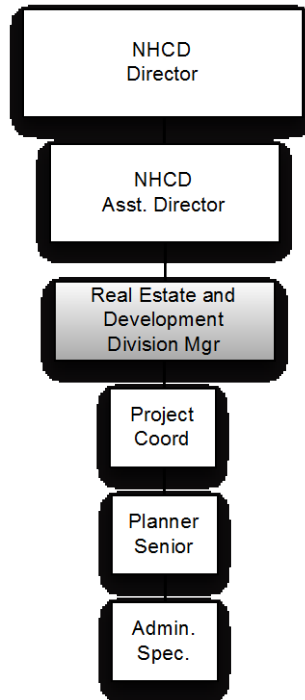 NHCD
Director
NHCD
Asst. Director
Real Estate and
Development
Division Mgr
Project
Coord
Planner
Senior
Admin.
Spec.